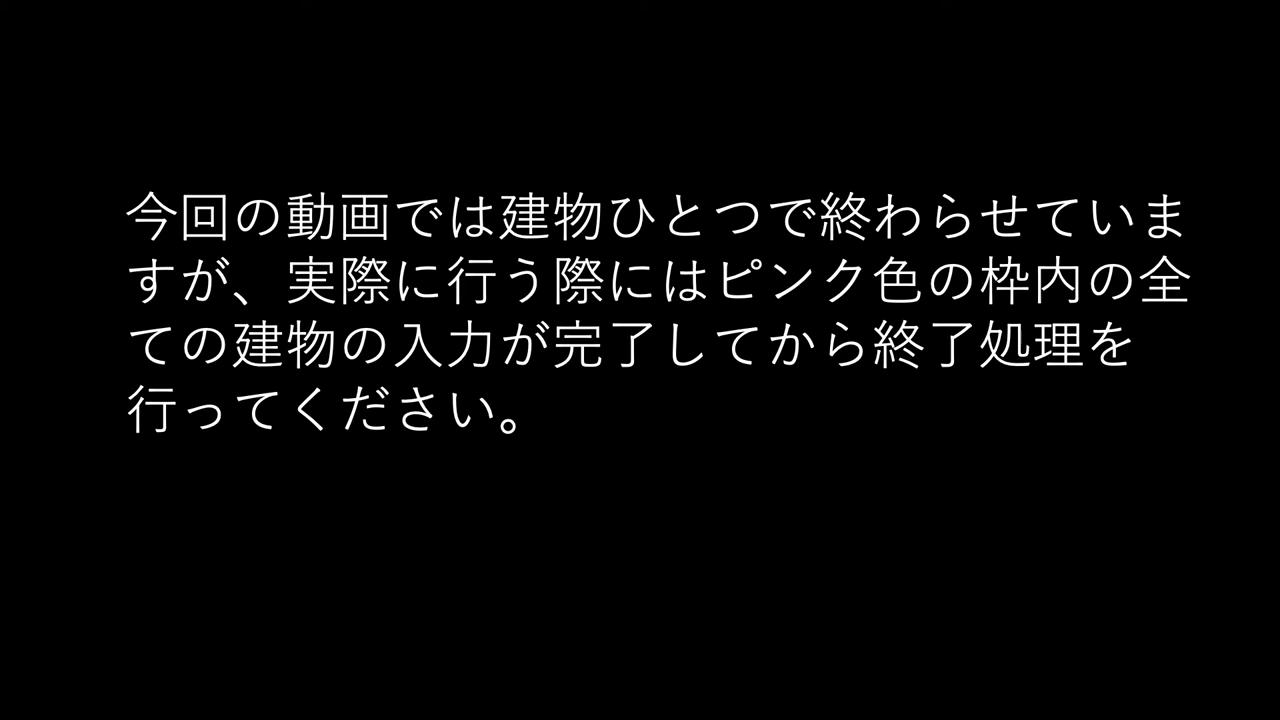 今回の動画では建物ひとつで終わらせていま
すが、実際に行う際にはピンク色の枠内の全
ての建物の入力が完了してから終了処理を
行ってください。